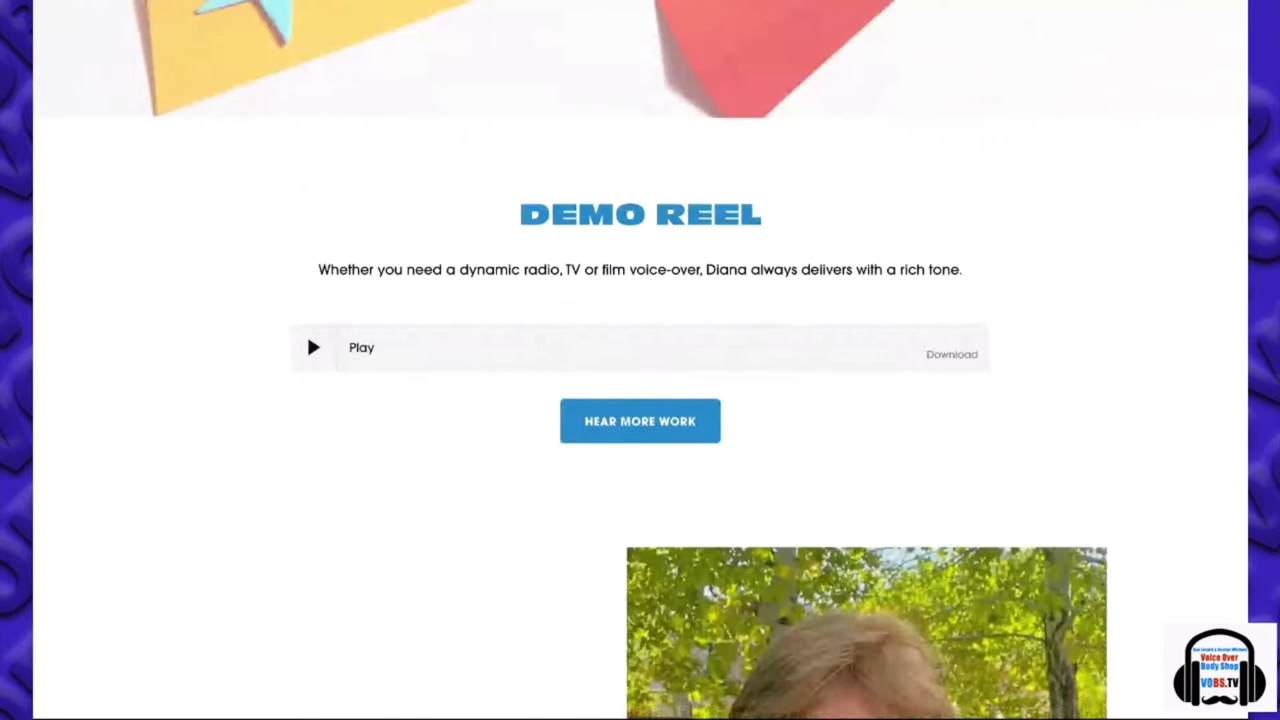 DEMO REEL
Whether you need a dynamic radio, TV or film voice-over, Diana always delivers with a rich tone.
Play
Download
HEAR MORE WORK
Voice Over
Body Shop
VOBS.TV